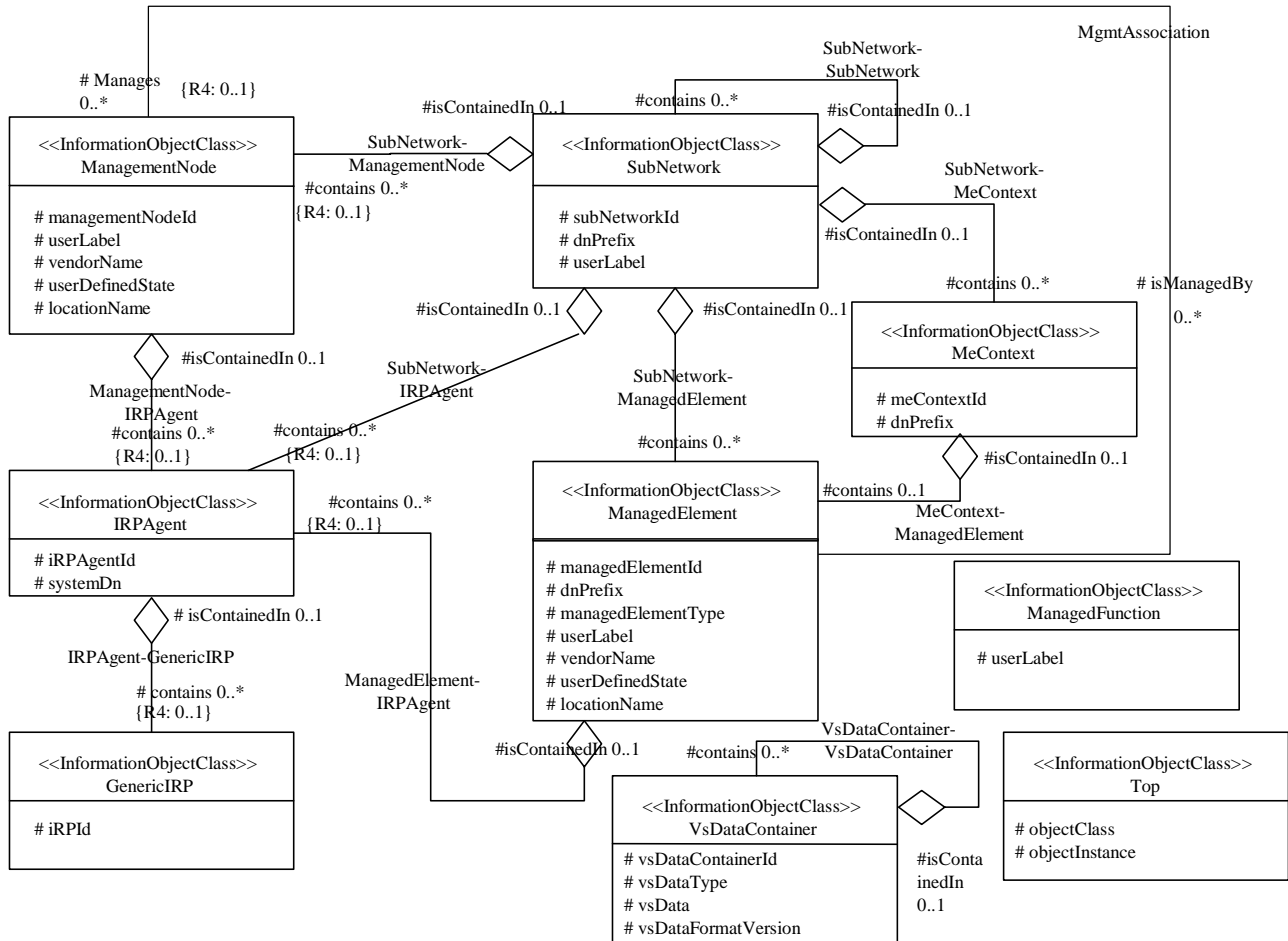 MgmtAssociation
SubNetwork-
SubNetwork
# Manages
0..*
{R4: 0..1}
#isContainedIn 0..1
#contains 0..*
#isContainedIn 0..1
<<InformationObjectClass>>
ManagementNode
# managementNodeId
# userLabel
# vendorName
# userDefinedState
# locationName
SubNetwork-
ManagementNode
#contains 0..*
{R4: 0..1}
<<InformationObjectClass>>
SubNetwork
# subNetworkId
# dnPrefix
# userLabel
SubNetwork-
MeContext
#isContainedIn 0..1
#contains 0..*
# isManagedBy
0..*
#isContainedIn 0..1
#isContainedIn 0..1
<<InformationObjectClass>>
MeContext
# meContextId
# dnPrefix
#isContainedIn 0..1
ManagementNode-
IRPAgent
#contains 0..*
{R4: 0..1}
SubNetwork-
IRPAgent
#contains 0..*
{R4: 0..1}
SubNetwork-
ManagedElement
#contains 0..*
#isContainedIn 0..1
#contains 0..1
MeContext-
ManagedElement
<<InformationObjectClass>>
IRPAgent
# iRPAgentId
# systemDn
#contains 0..*
{R4: 0..1}
<<InformationObjectClass>>
ManagedElement
# managedElementId
# dnPrefix
# managedElementType
# userLabel
# vendorName
# userDefinedState
# locationName
<<InformationObjectClass>>
ManagedFunction
# userLabel
# isContainedIn 0..1
IRPAgent-GenericIRP
# contains 0..*
{R4: 0..1}
ManagedElement-
IRPAgent
#isContainedIn 0..1
<<InformationObjectClass>>
GenericIRP
# iRPId
#contains 0..*
VsDataContainer-
VsDataContainer
<<InformationObjectClass>>
VsDataContainer
# vsDataContainerId
# vsDataType
# vsData
# vsDataFormatVersion
#isConta
inedIn
0..1
<<InformationObjectClass>>
Top
# objectClass
# objectInstance